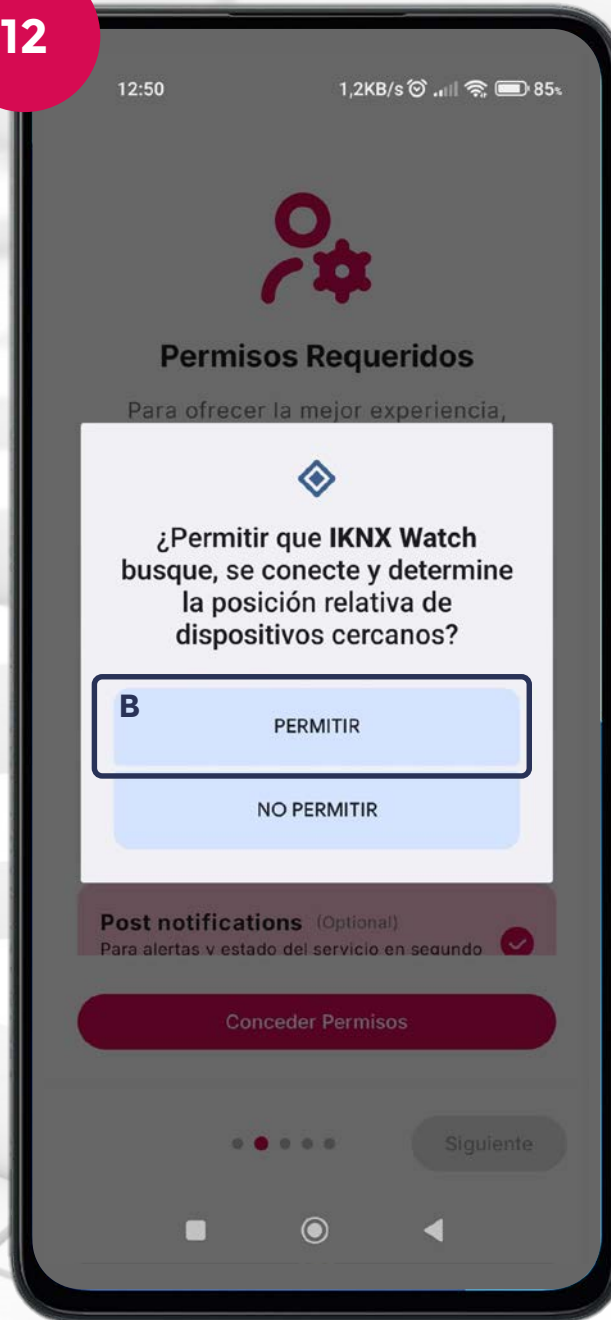 12
12:50 1,2KB/s 85%
Permisos Requeridos
Para ofrecer la mejor experiencia,
¿Permitir que IKNX Watch
busque, se conecte y determine
la posición relativa de
dispositivos cercanos?
B
PERMITIR
NO PERMITIR
Post notifications (Optional)
Para alertas y estado del servicio en segundo
Conceder Permisos
Siguiente